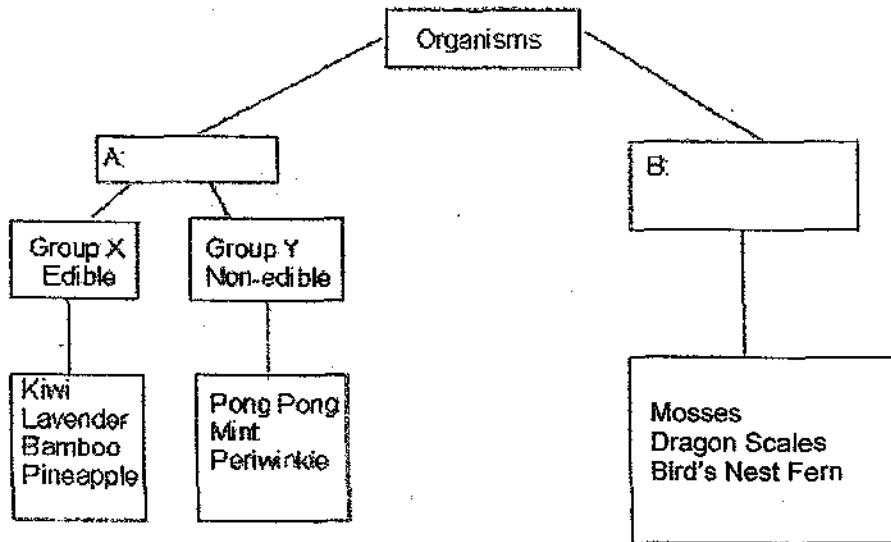 Organisms
A:
B:
Group X
Edible
Group Y
Non-edible
Kiwi
Lavender
Bamboo
Pineapple
Pong Pong
Mint
Periwinkle
Mosses
Dragon Scales
Bird's Nest Fern